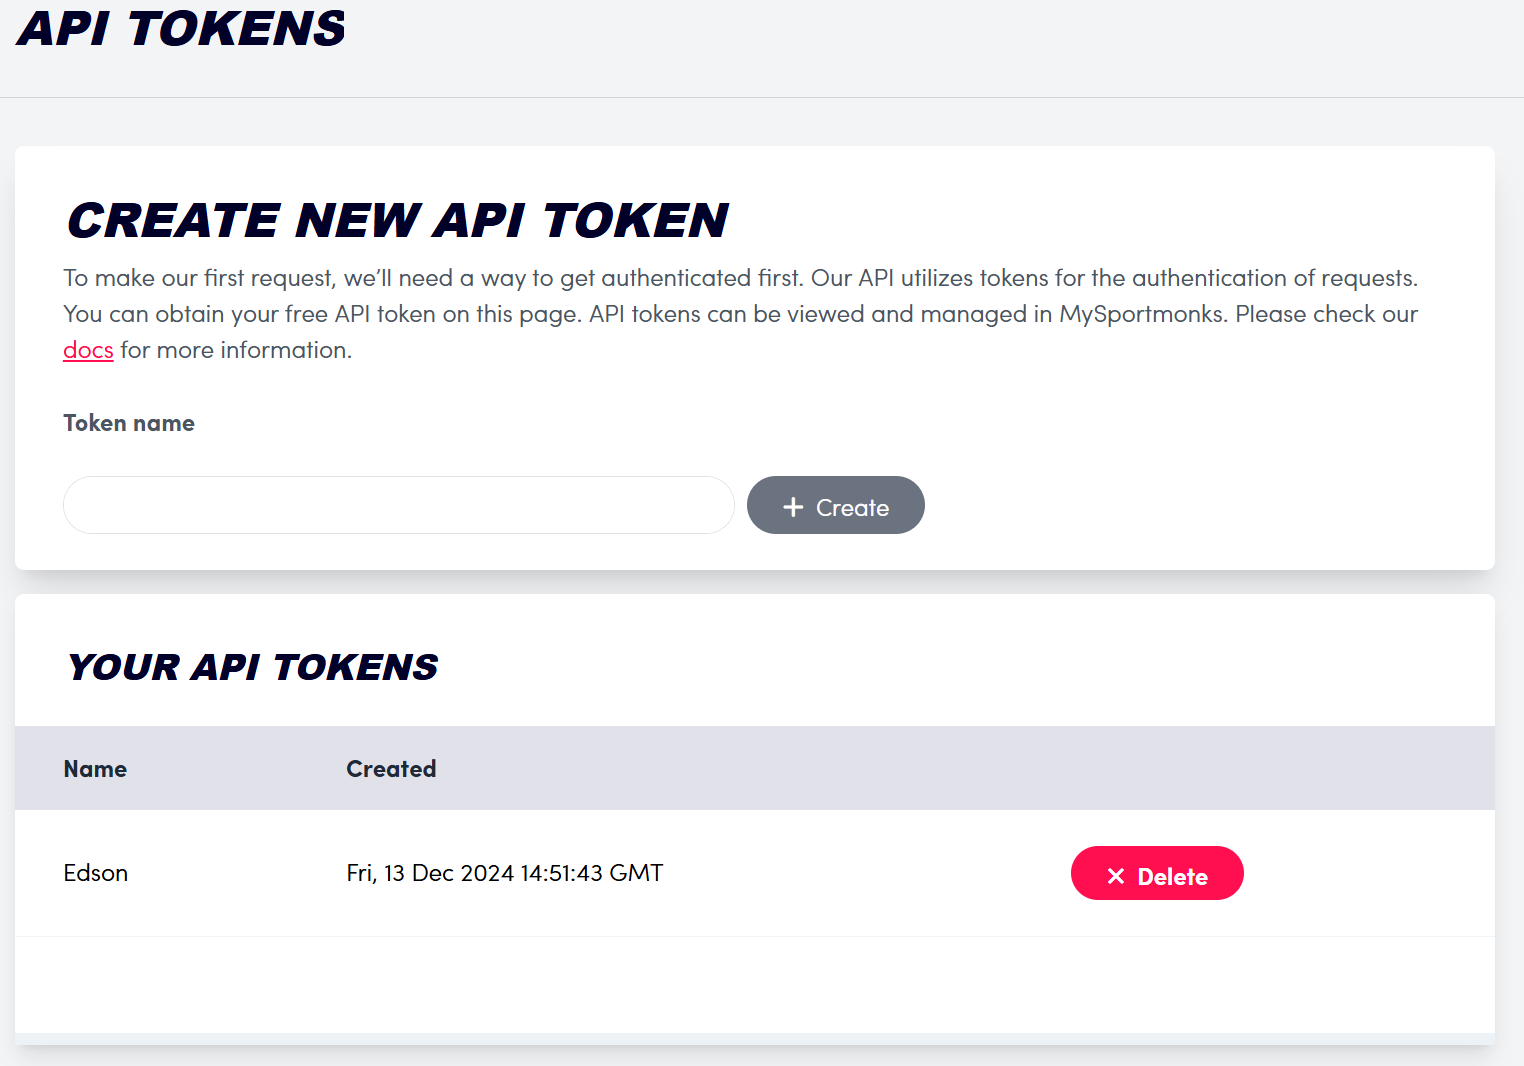 API TOKENS
CREATE NEW API TOKEN
To make our first request, we’ll need a way to get authenticated first. Our API utilizes tokens for the authentication of requests.
You can obtain your free API token on this page. API tokens can be viewed and managed in MySportmonks. Please check our
docs for more information.
Token name
+ Create
YOUR API TOKENS
Name Created
Edson Fri, 13 Dec 2024 14:51:43 GMT × Delete